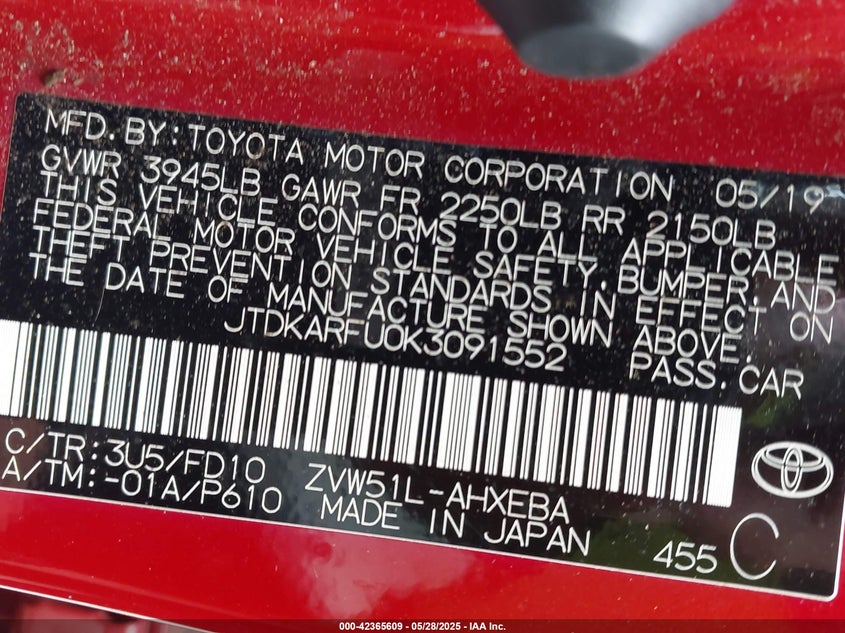 MFD. BY: TOYOTA MOTOR CORPORATION 05/19
GVWR 3945LB GAWR FR 2250LB RR 2150LB
THIS VEHICLE CONFORMS TO ALL APPLICABLE
FEDERAL MOTOR VEHICLE SAFETY, BUMPER, AND
THEFT PREVENTION STANDARDS IN EFFECT ON
THE DATE OF MANUFACTURE SHOWN ABOVE.
JTDKARFU0K3091552 PASS. CAR
C/TR: 3U5/FD10 ZVW51L-AHXEBA
A/TM: -01A/P610 MADE IN JAPAN 455 C
000-42365609 | 05/28/2025 - IAA Inc.